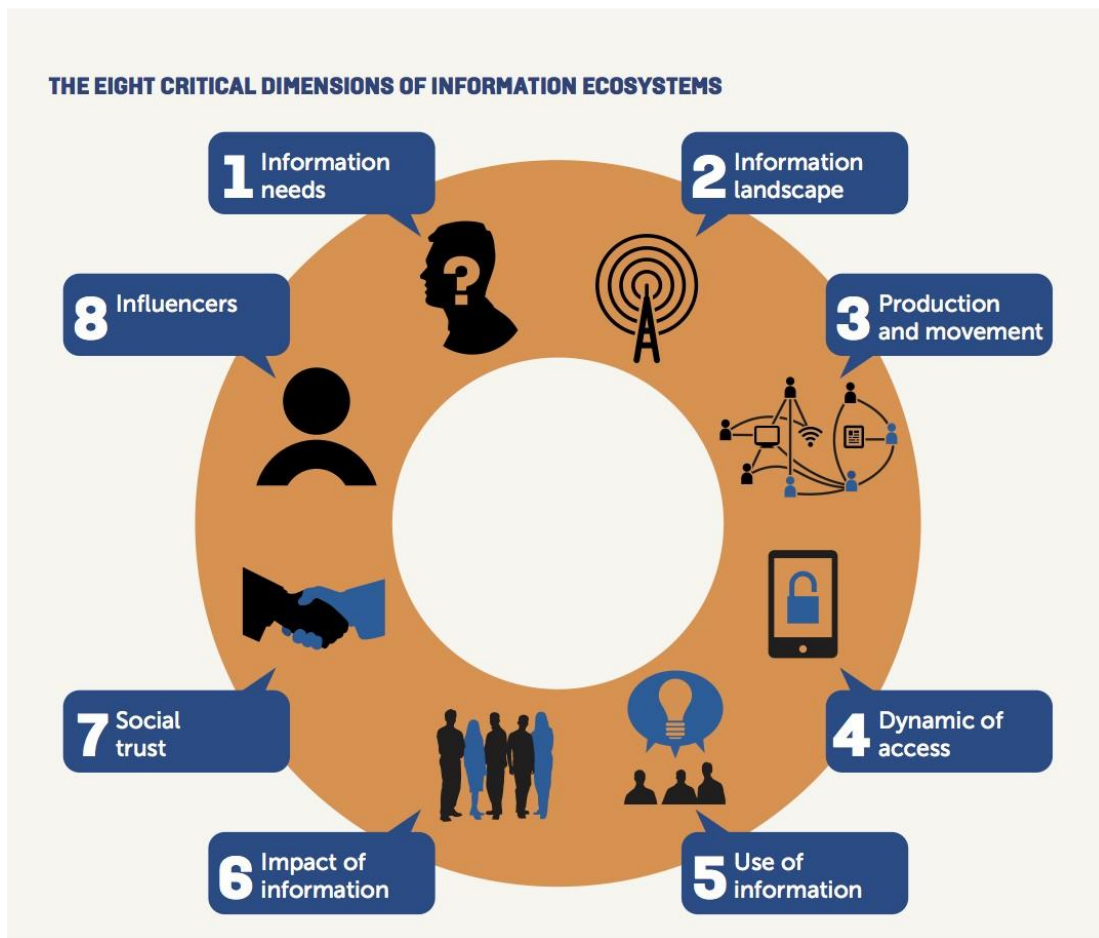 THE EIGHT CRITICAL DIMENSIONS OF INFORMATION ECOSYSTEMS
1 Information
needs
2 Information
landscape
3 Production
and movement
4 Dynamic of
access
5 Use of
information
6 Impact of
information
7 Social
trust
8 Influencers
?